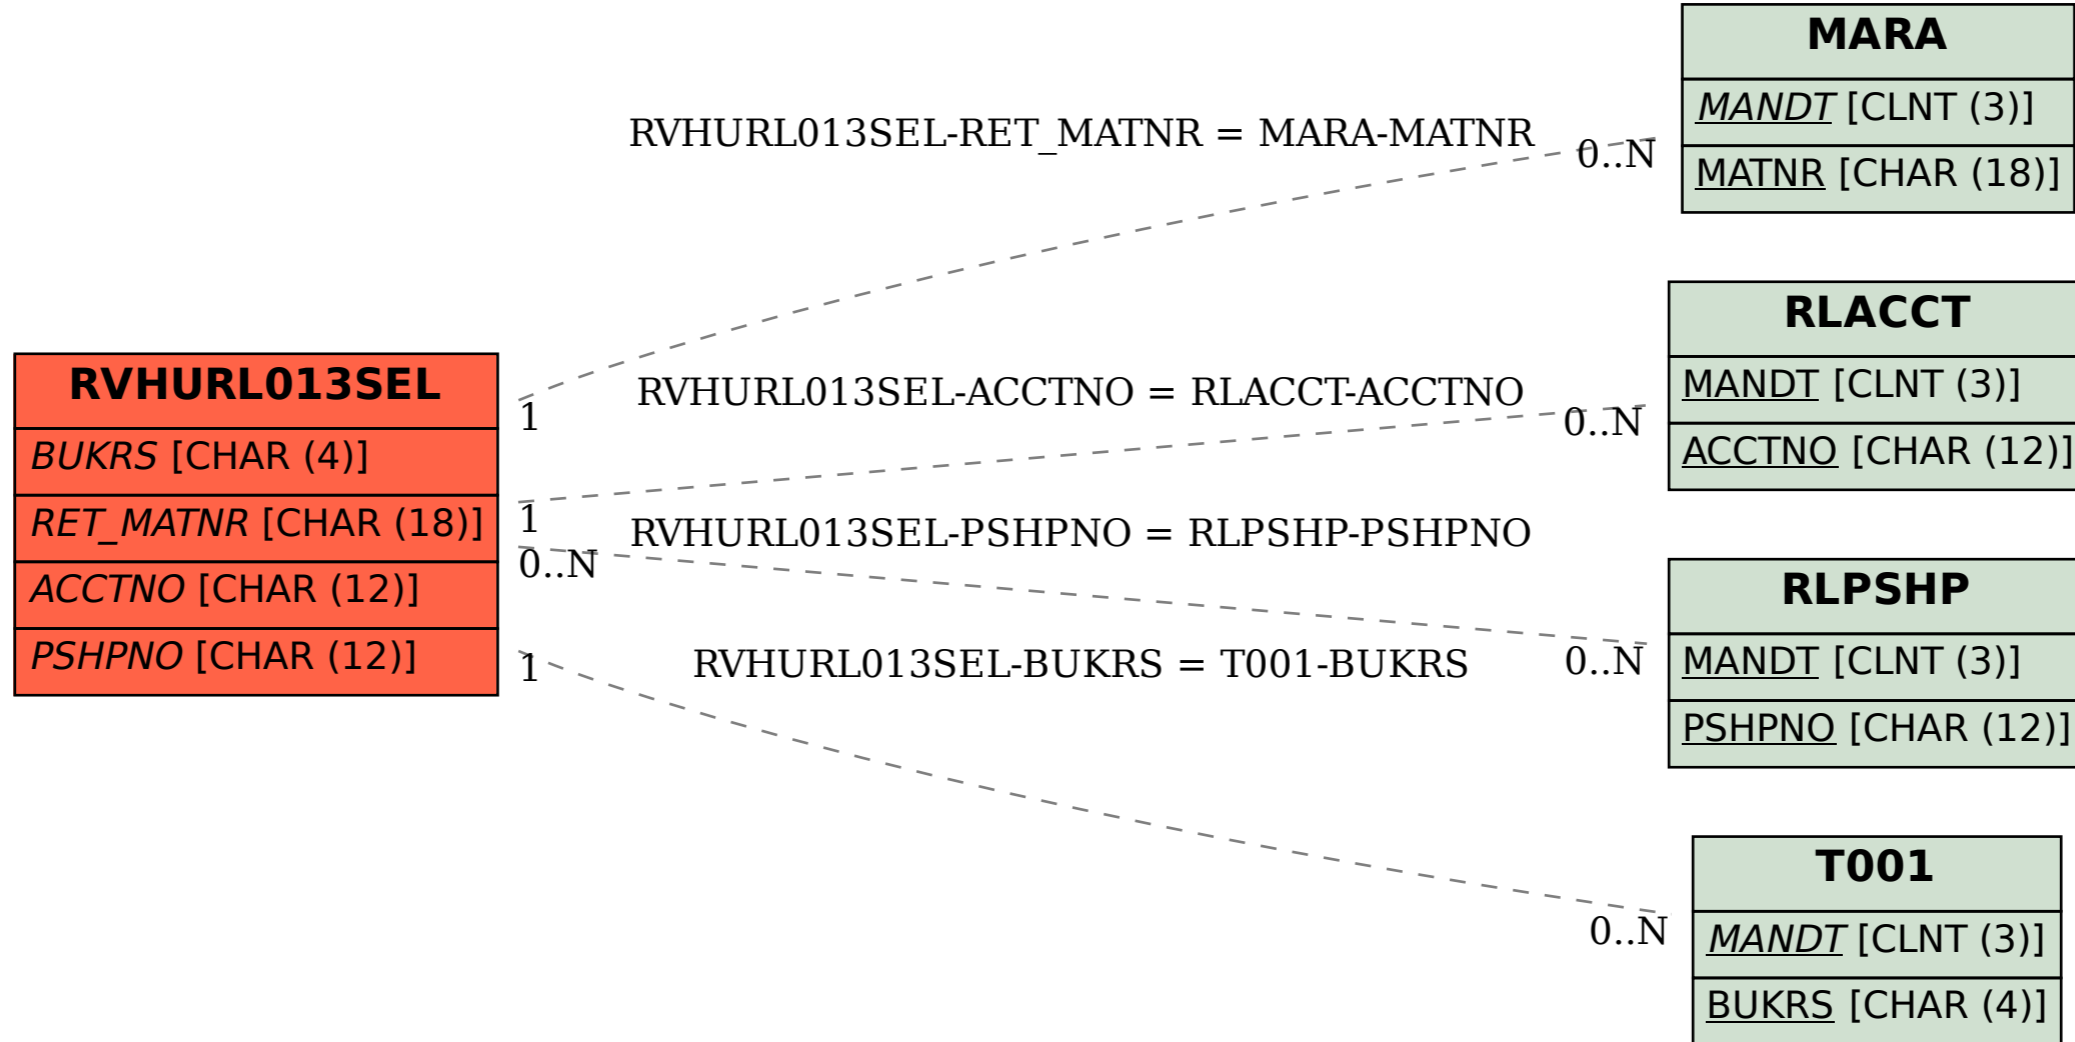 MARA
MANDT [CLNT (3)]
MATNR [CHAR (18)]
RVHURL013SEL-RET_MATNR = MARA-MATNR
0..N
RLACCT
MANDT [CLNT (3)]
ACCTNO [CHAR (12)]
RVHURL013SEL
BUKRS [CHAR (4)]
RET_MATNR [CHAR (18)]
ACCTNO [CHAR (12)]
PSHPNO [CHAR (12)]
1
RVHURL013SEL-ACCTNO = RLACCT-ACCTNO
0..N
1
RVHURL013SEL-PSHPNO = RLPSHP-PSHPNO
0..N
RLPSHP
MANDT [CLNT (3)]
PSHPNO [CHAR (12)]
1
RVHURL013SEL-BUKRS = T001-BUKRS
0..N
T001
0..N
MANDT [CLNT (3)]
BUKRS [CHAR (4)]